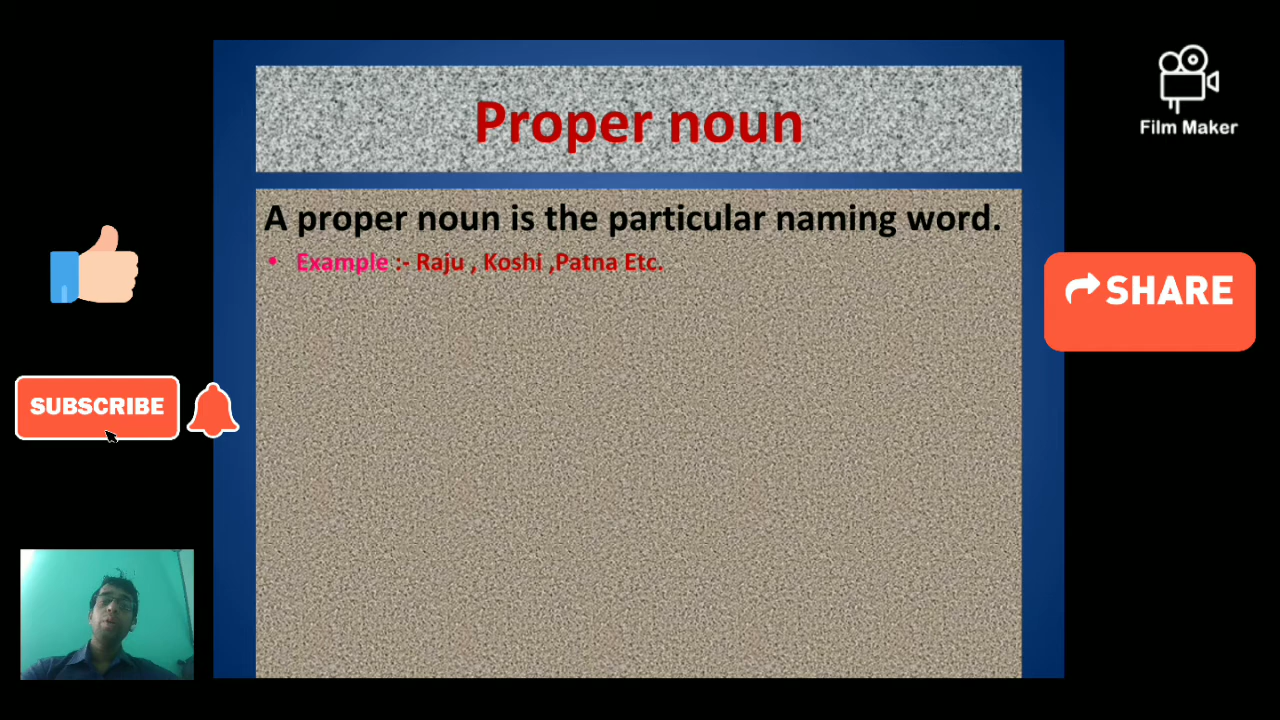 Proper noun
Film Maker
A proper noun is the particular naming word.
• Example :- Raju , Koshi ,Patna Etc.
SHARE
SUBSCRIBE